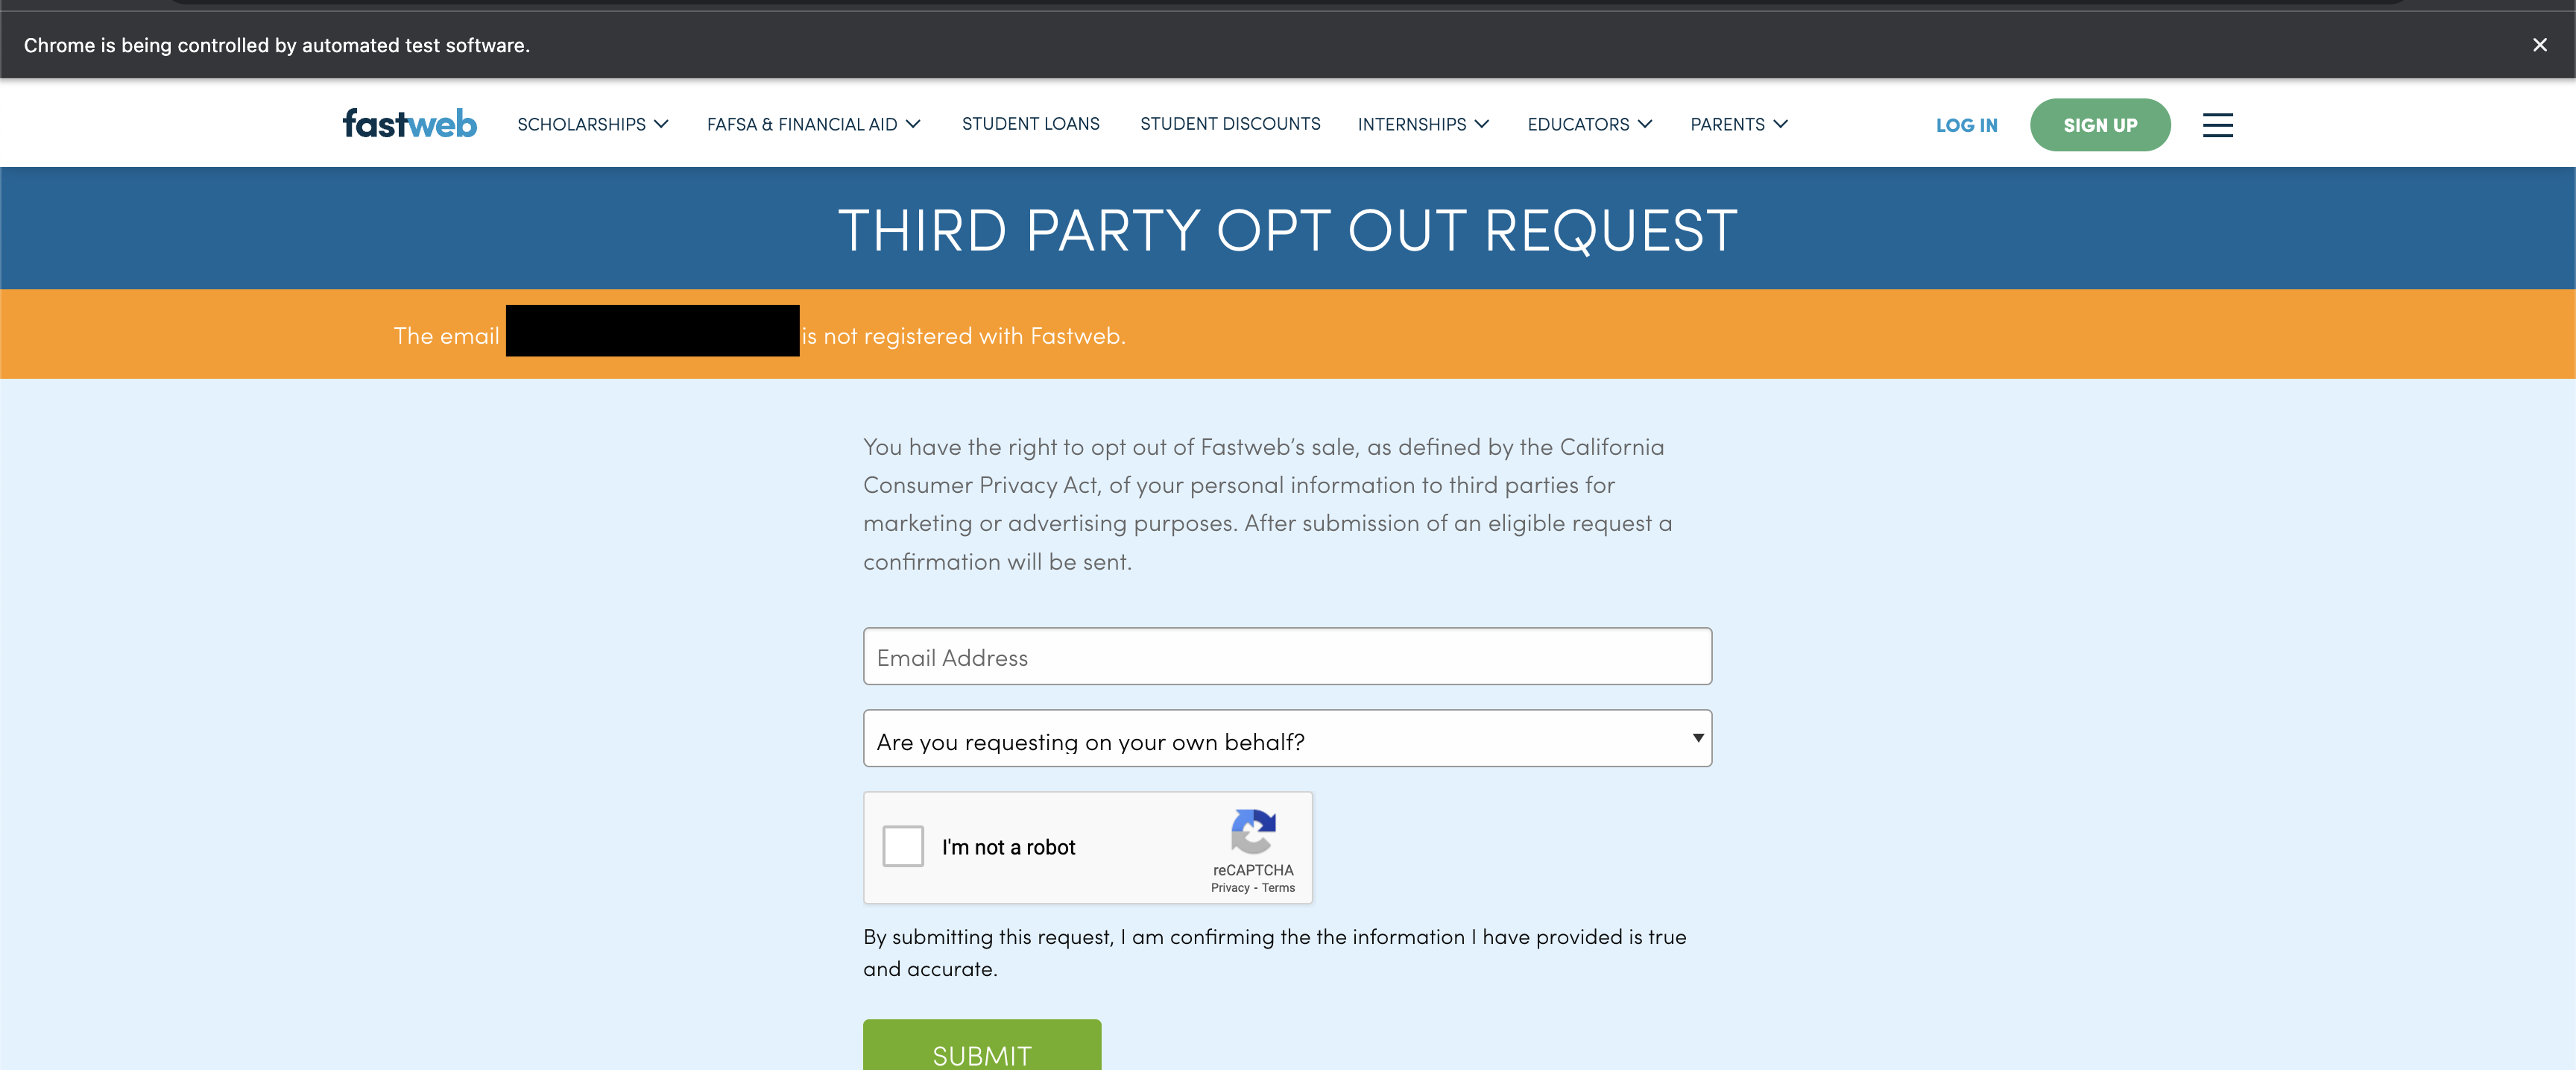 Chrome is being controlled by automated test software.
fastweb SCHOLARSHIPS FAFSA & FINANCIAL AID STUDENT LOANS STUDENT DISCOUNTS INTERNSHIPS EDUCATORS PARENTS LOG IN SIGN UP
THIRD PARTY OPT OUT REQUEST
The email is not registered with Fastweb.
You have the right to opt out of Fastweb’s sale, as defined by the California
Consumer Privacy Act, of your personal information to third parties for
marketing or advertising purposes. After submission of an eligible request a
confirmation will be sent.
Email Address
Are you requesting on your own behalf?
I'm not a robot
reCAPTCHA
Privacy - Terms
By submitting this request, I am confirming the the information I have provided is true
and accurate.
SUBMIT